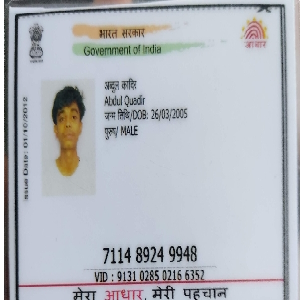 भारत सरकार
Government of India
आधार
अब्दुल कादिर
Abdul Quadir
जन्म तिथि/DOB: 26/03/2005
पुरुष/ MALE
Issue Date: 01/10/2012
7114 8924 9948
VID : 9131 0285 0216 6352
मेरा आधार, मेरी पहचान